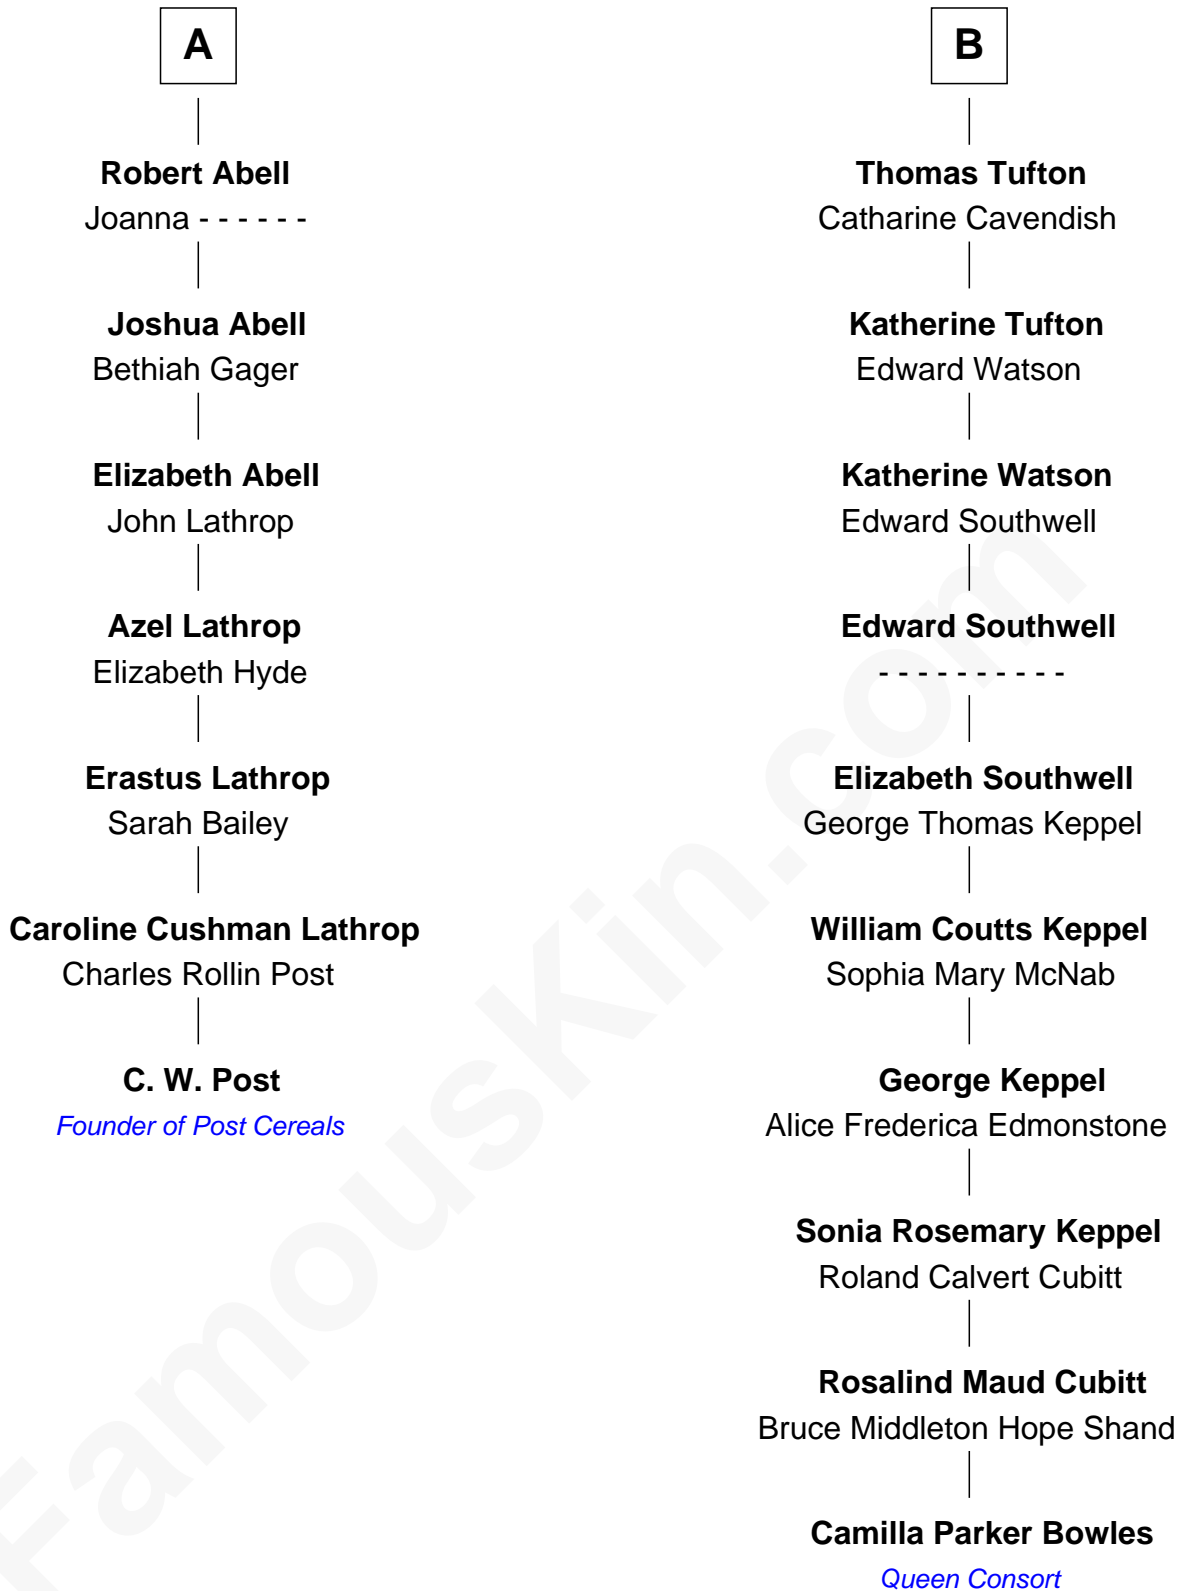 A
Robert Abell
Joanna - - - - - -
Joshua Abell
Bethiah Gager
Elizabeth Abell
John Lathrop
Azel Lathrop
Elizabeth Hyde
Erastus Lathrop
Sarah Bailey
Caroline Cushman Lathrop
Charles Rollin Post
C. W. Post
Founder of Post Cereals
B
Thomas Tufton
Catharine Cavendish
Katherine Tufton
Edward Watson
Katherine Watson
Edward Southwell
Edward Southwell
- - - - - - - - - -
Elizabeth Southwell
George Thomas Keppel
William Coutts Keppel
Sophia Mary McNab
George Keppel
Alice Frederica Edmonstone
Sonia Rosemary Keppel
Roland Calvert Cubitt
Rosalind Maud Cubitt
Bruce Middleton Hope Shand
Camilla Parker Bowles
Queen Consort
FamousKin.com